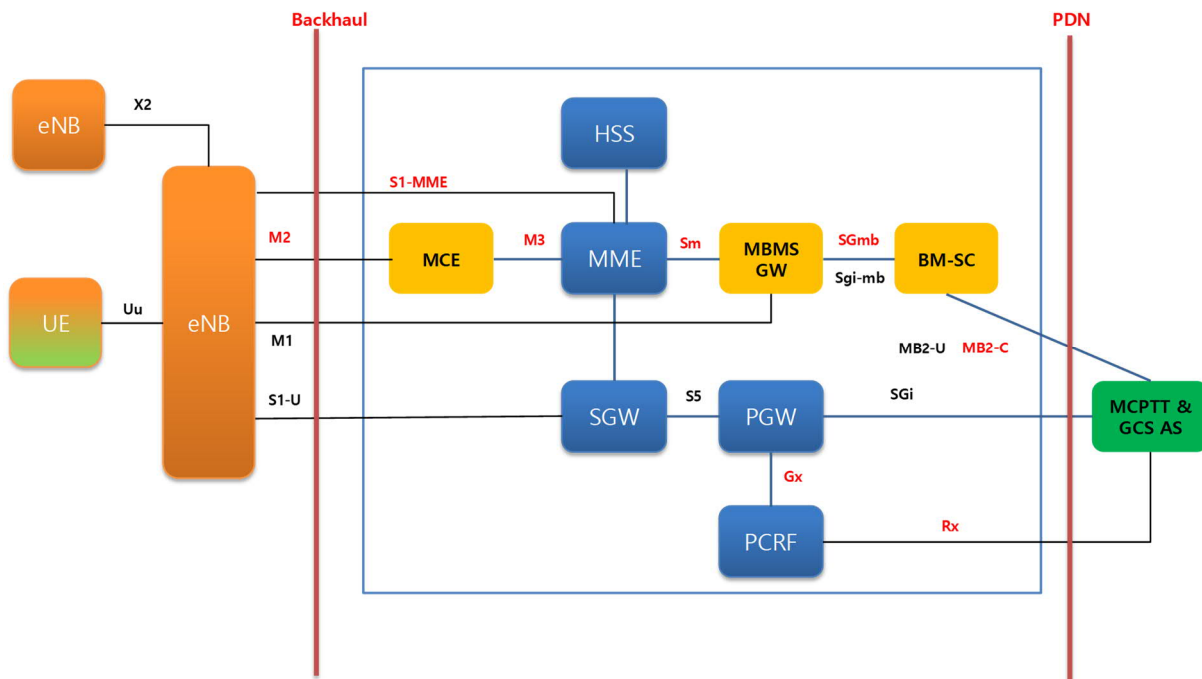 Backhaul
PDN
X2
eNB
HSS
S1-MME
M2
M3
Sm
SGmb
MCE
MME
MBMS
GW
BM-SC
Sgi-mb
UE
Uu
eNB
M1
MB2-U
MB2-C
S1-U
S5
SGi
SGW
PGW
MCPTT &
GCS AS
Gx
Rx
PCRF